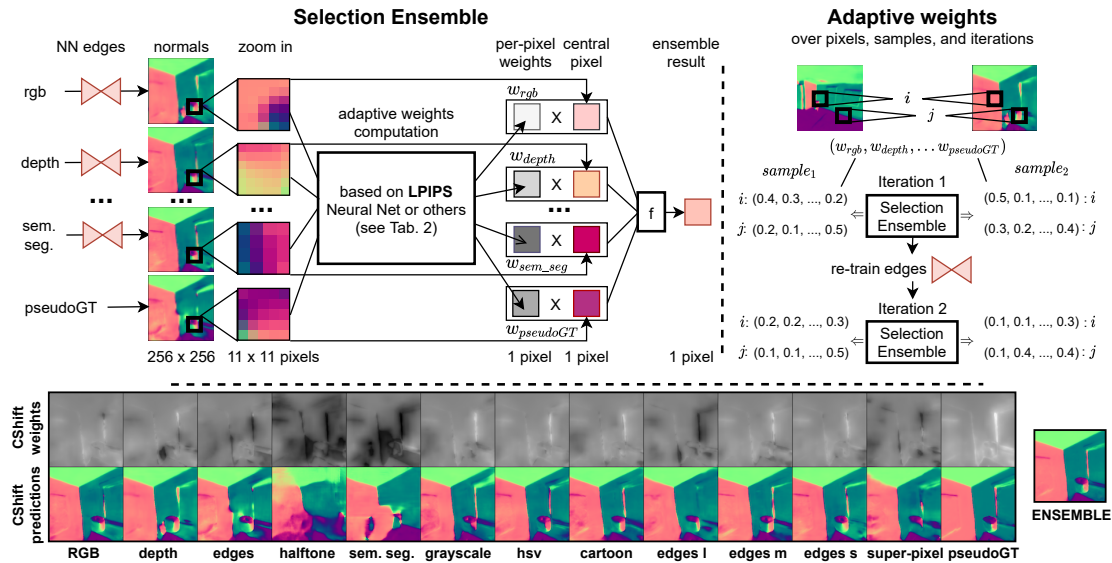 Selection Ensemble
NN edges
normals
zoom in
per-pixel
weights
central
pixel
ensemble
result
rgb
depth
...
sem.
seg.
pseudoGT
...
...
adaptive weights
computation
based on LPIPS
Neural Net or others
(see Tab. 2)
w_rgb
X
w_depth
X
...
X
w_sem_seg
X
w_pseudoGT
f
256 x 256
11 x 11 pixels
1 pixel
1 pixel
1 pixel
Adaptive weights
over pixels, samples, and iterations
i
j
(w_rgb, w_depth, . . . w_pseudoGT)
sample_1
sample_2
Iteration 1
i: (0.4, 0.3, ..., 0.2)
j: (0.2, 0.1, ..., 0.5)
⇐
Selection
Ensemble
⇒
(0.5, 0.1, ..., 0.1) : i
(0.3, 0.2, ..., 0.4) : j
re-train edges
Iteration 2
i: (0.2, 0.2, ..., 0.3)
j: (0.1, 0.1, ..., 0.5)
⇐
Selection
Ensemble
⇒
(0.1, 0.1, ..., 0.3) : i
(0.1, 0.4, ..., 0.4) : j
CShift
weights
CShift
predictions
RGB
depth
edges
halftone
sem. seg.
grayscale
hsv
cartoon
edges l
edges m
edges s
super-pixel
pseudoGT
ENSEMBLE